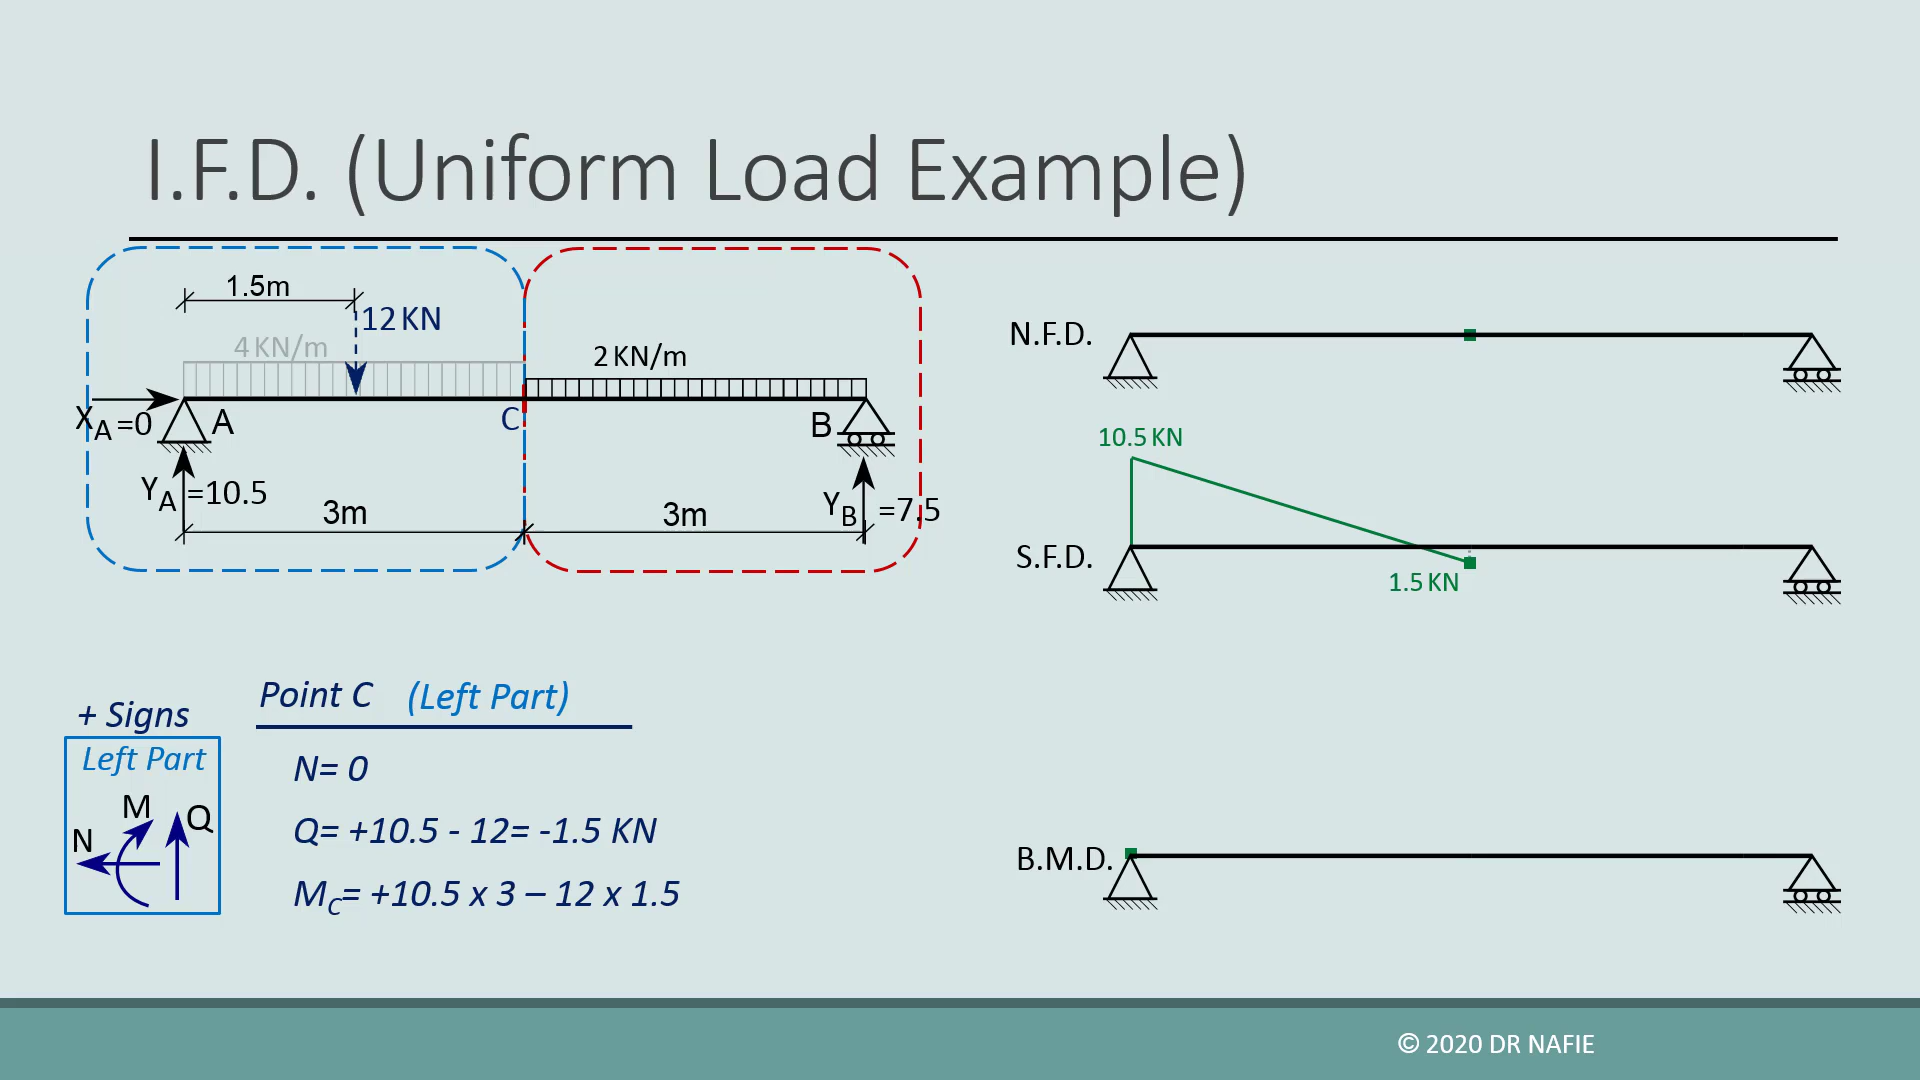 I.F.D. (Uniform Load Example)
1.5m
12 KN
4 KN/m
2 KN/m
XA =0
A
C
B
YA =10.5
YB =7.5
3m
3m
N.F.D.
10.5 KN
S.F.D.
1.5 KN
B.M.D.
+ Signs
Left Part
M
Q
N
Point C (Left Part)
N= 0
Q= +10.5 - 12= -1.5 KN
MC= +10.5 x 3 – 12 x 1.5
© 2020 DR NAFIE